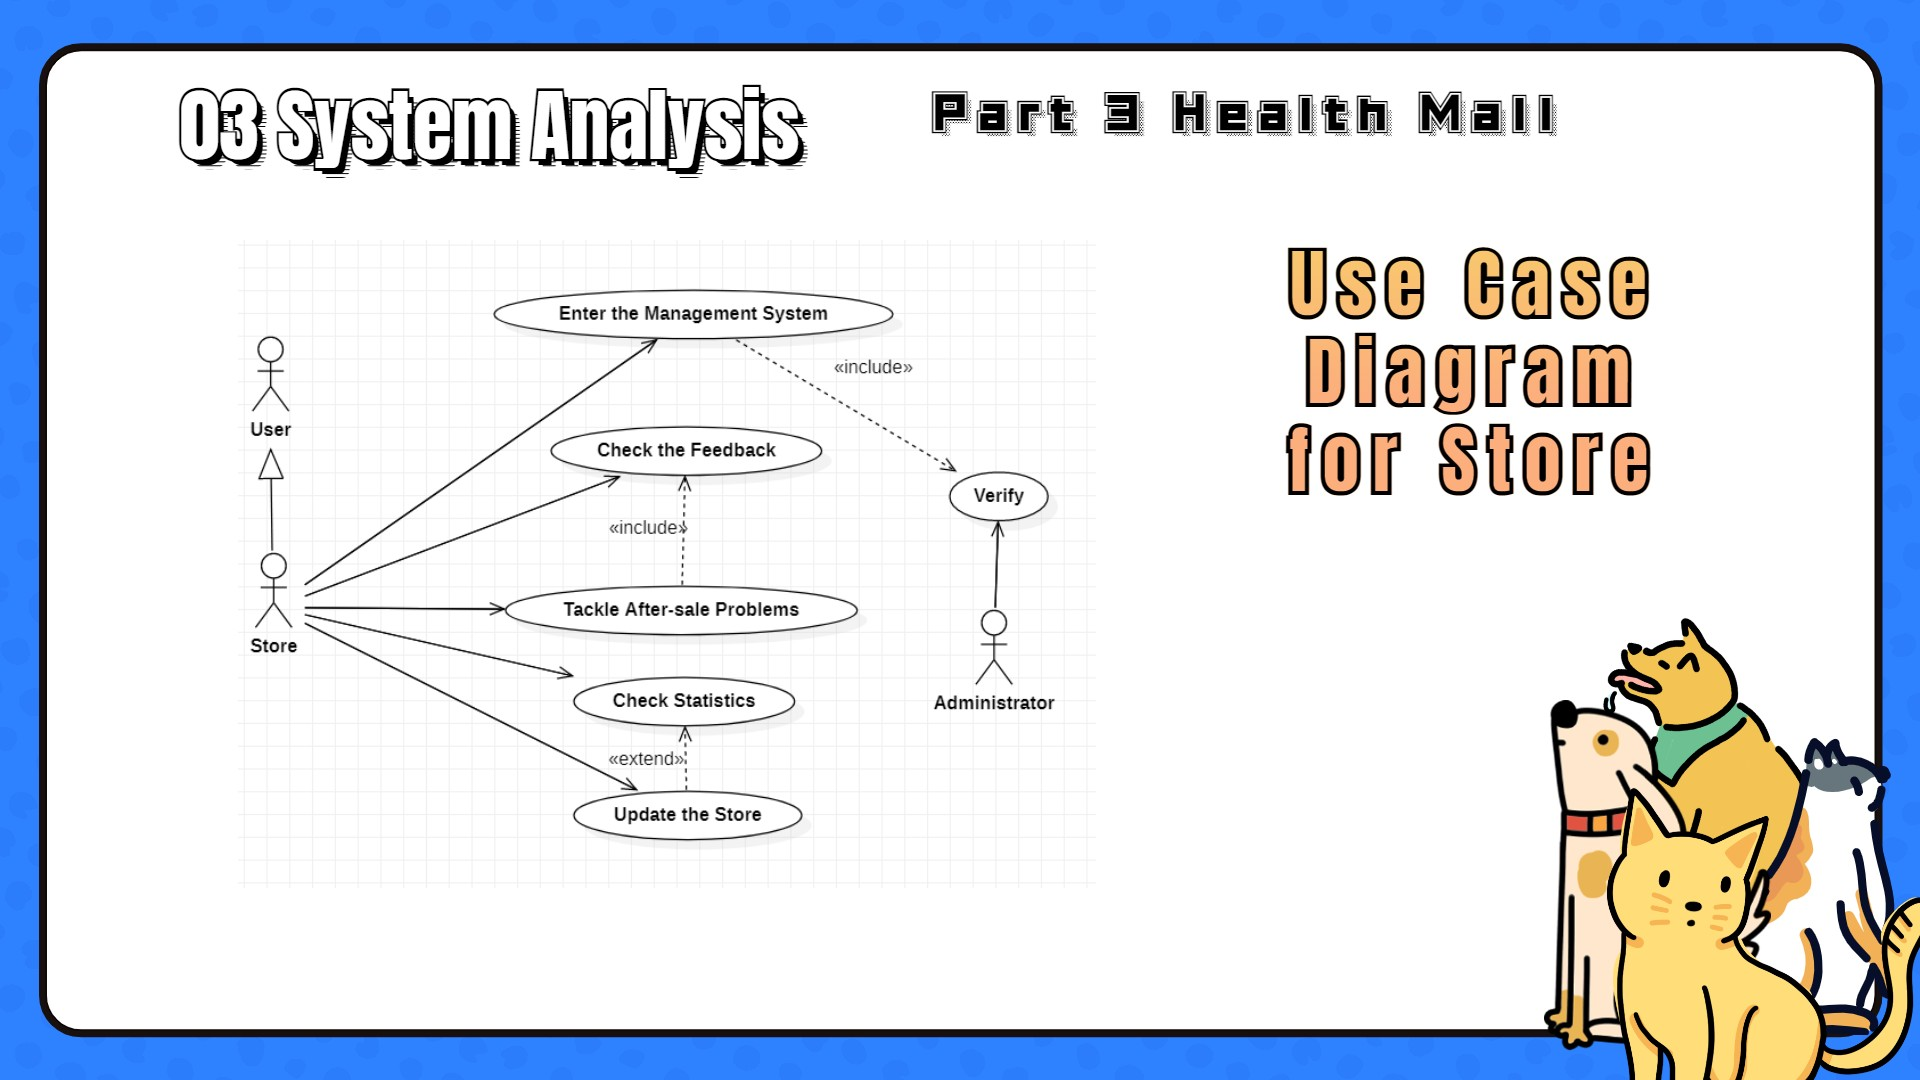 03 System Analysis
Part 3 Health Mall
Use Case
Diagram
for Store
Enter the Management System
«include»
User
Check the Feedback
Verify
«include»
Store
Tackle After-sale Problems
Administrator
Check Statistics
«extend»
Update the Store